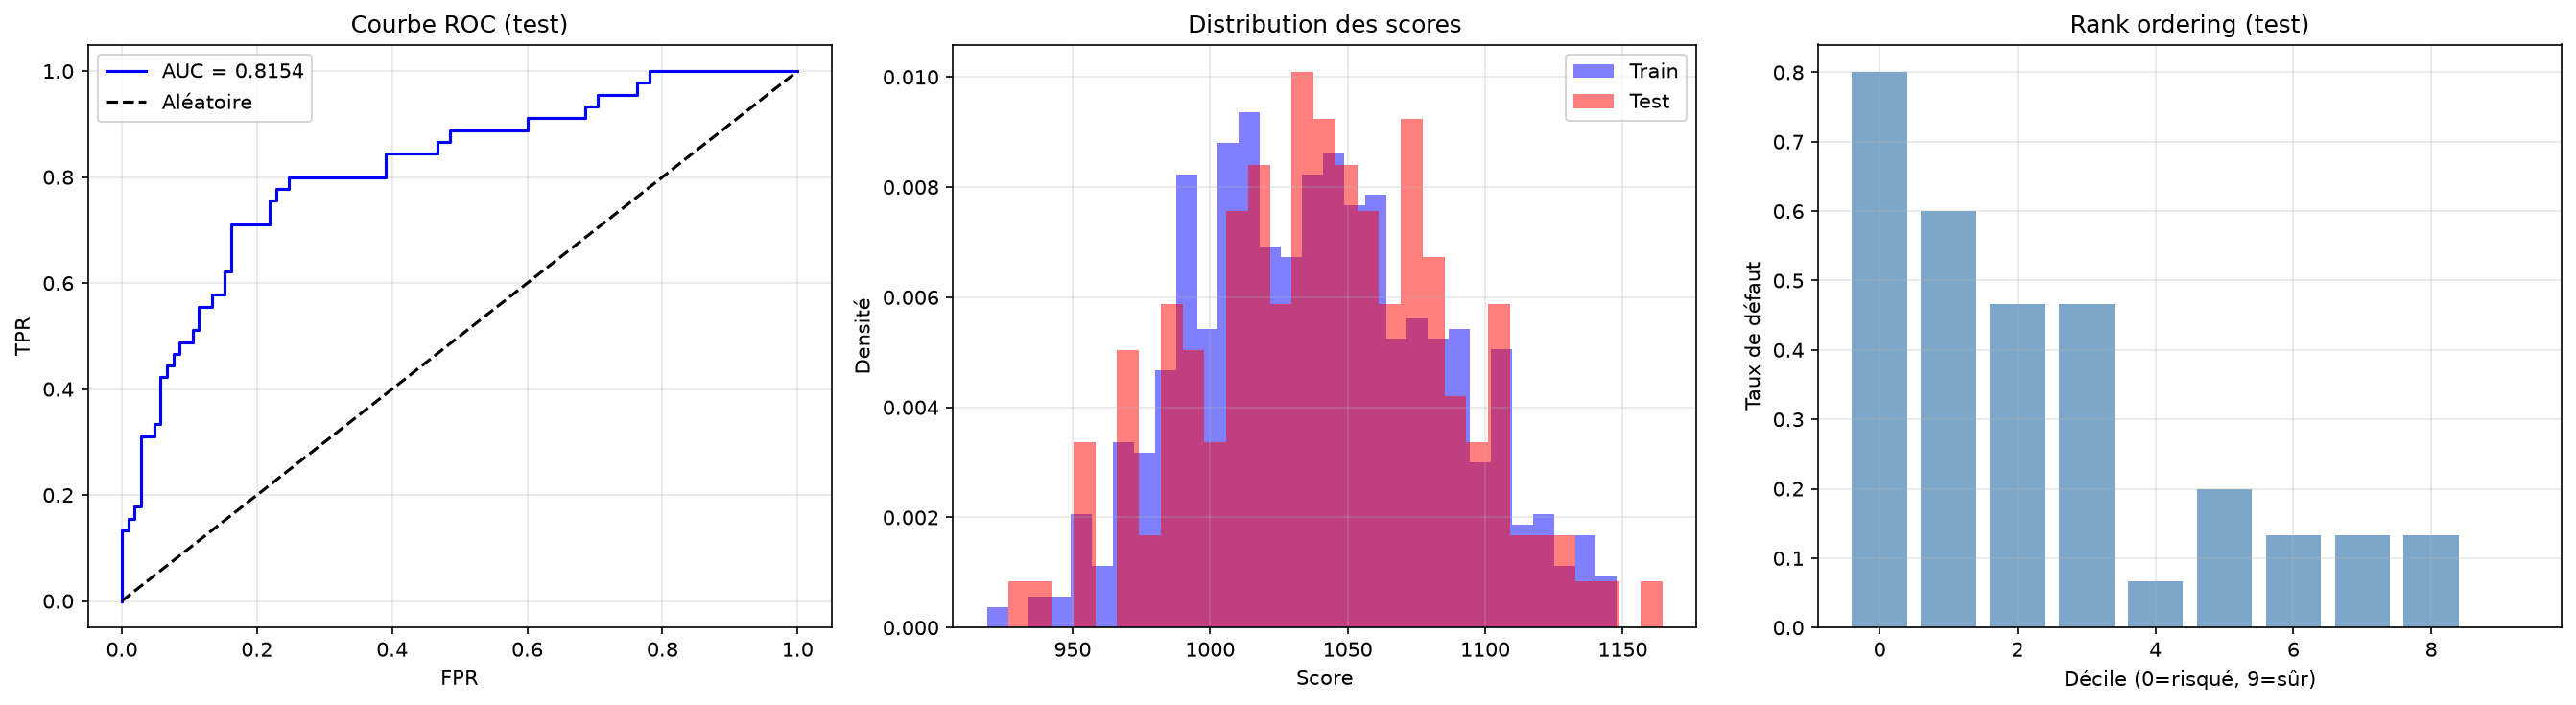 Courbe ROC (test)
AUC = 0.8154
Aléatoire
1.0
0.8
0.6
0.4
0.2
0.0
TPR
0.0 0.2 0.4 0.6 0.8 1.0
FPR
Distribution des scores
Train
Test
0.010
0.008
0.006
0.004
0.002
0.000
Densité
950 1000 1050 1100 1150
Score
Rank ordering (test)
0.8
0.7
0.6
0.5
0.4
0.3
0.2
0.1
0.0
Taux de défaut
0 2 4 6 8
Décile (0=risqué, 9=sûr)